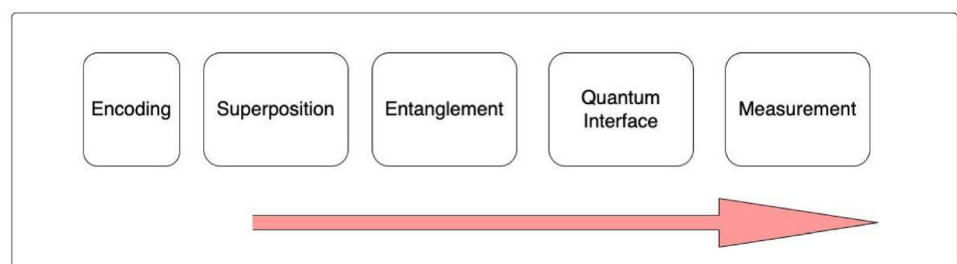 Encoding
Superposition
Entanglement
Quantum
Interface
Measurement